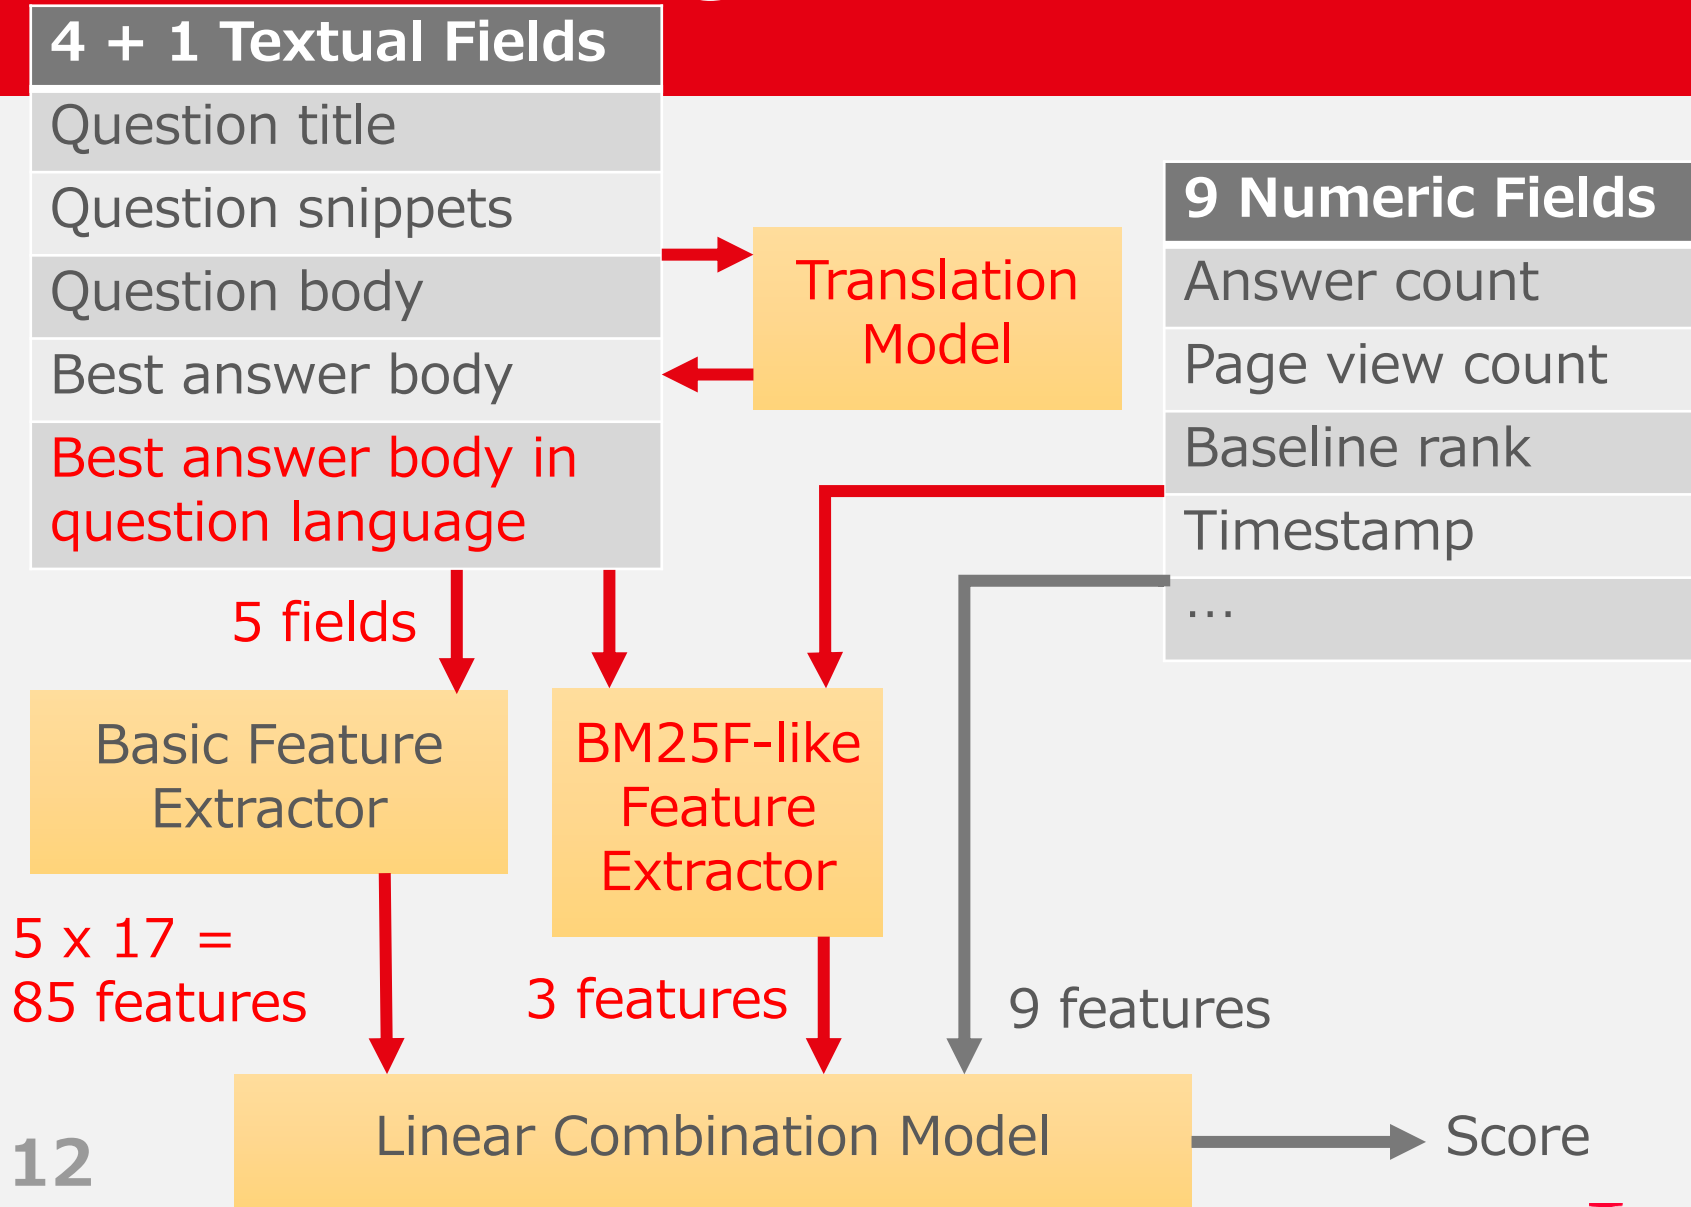 4 + 1 Textual Fields
Question title
Question snippets
Question body
Best answer body
Best answer body in
question language
Translation
Model
9 Numeric Fields
Answer count
Page view count
Baseline rank
Timestamp
…
5 fields
Basic Feature
Extractor
BM25F-like
Feature
Extractor
5 x 17 =
85 features
3 features
9 features
Linear Combination Model
Score
12